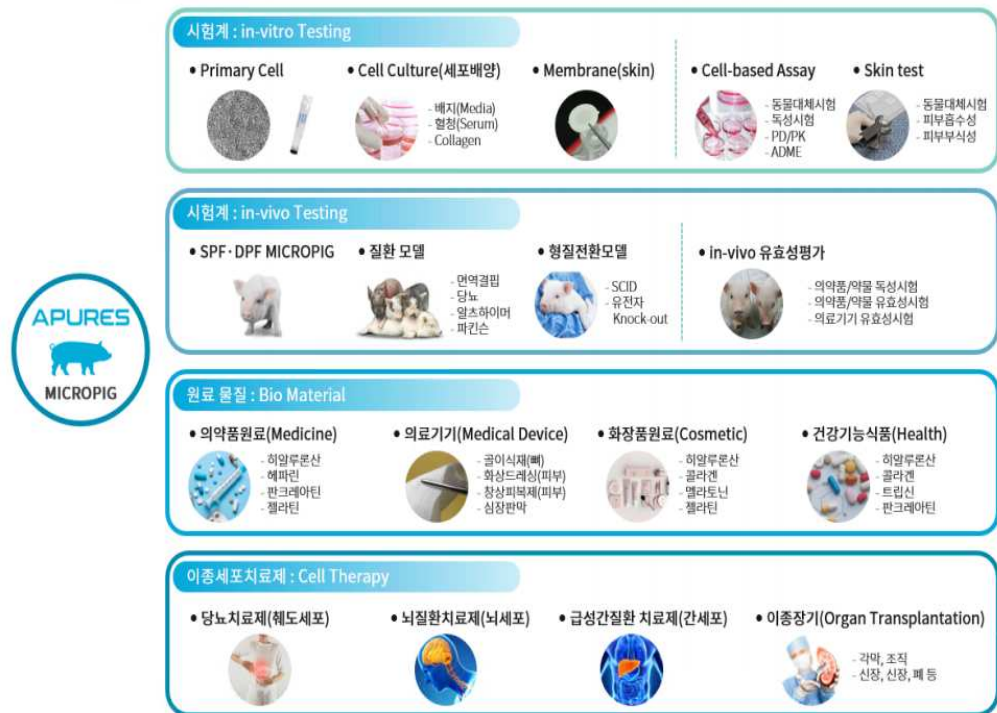 시험계 : in-vitro Testing
• Primary Cell
• Cell Culture(세포배양)
- 배지(Media)
- 혈청(Serum)
- Collagen
• Membrane(skin)
• Cell-based Assay
- 동물대체시험
- 독성시험
- PD/PK
- ADME
• Skin test
- 동물대체시험
- 피부흡수성
- 피부부식성
시험계 : in-vivo Testing
• SPF·DPF MICROPIG
• 질환 모델
- 면역결핍
- 당뇨
- 알츠하이머
- 파킨슨
• 형질전환모델
- SCID
- 유전자
Knock-out
• in-vivo 유효성평가
- 의약품/약물 독성시험
- 의약품/약물 유효성시험
- 의료기기 유효성시험
APURES
MICROPIG
원료 물질 : Bio Material
• 의약품원료(Medicine)
- 히알루론산
- 헤파린
- 판크레아틴
- 젤라틴
• 의료기기(Medical Device)
- 골이식재(뼈)
- 화상드레싱(피부)
- 창상피복제(피부)
- 심장판막
• 화장품원료(Cosmetic)
- 히알루론산
- 콜라겐
- 멜라토닌
- 젤라틴
• 건강기능식품(Health)
- 히알루론산
- 콜라겐
- 트립신
- 판크레아틴
이종세포치료제 : Cell Therapy
• 당뇨치료제(췌도세포)
• 뇌질환치료제(뇌세포)
• 급성간질환 치료제(간세포)
• 이종장기(Organ Transplantation)
- 각막, 조직
- 신장, 신장, 폐 등